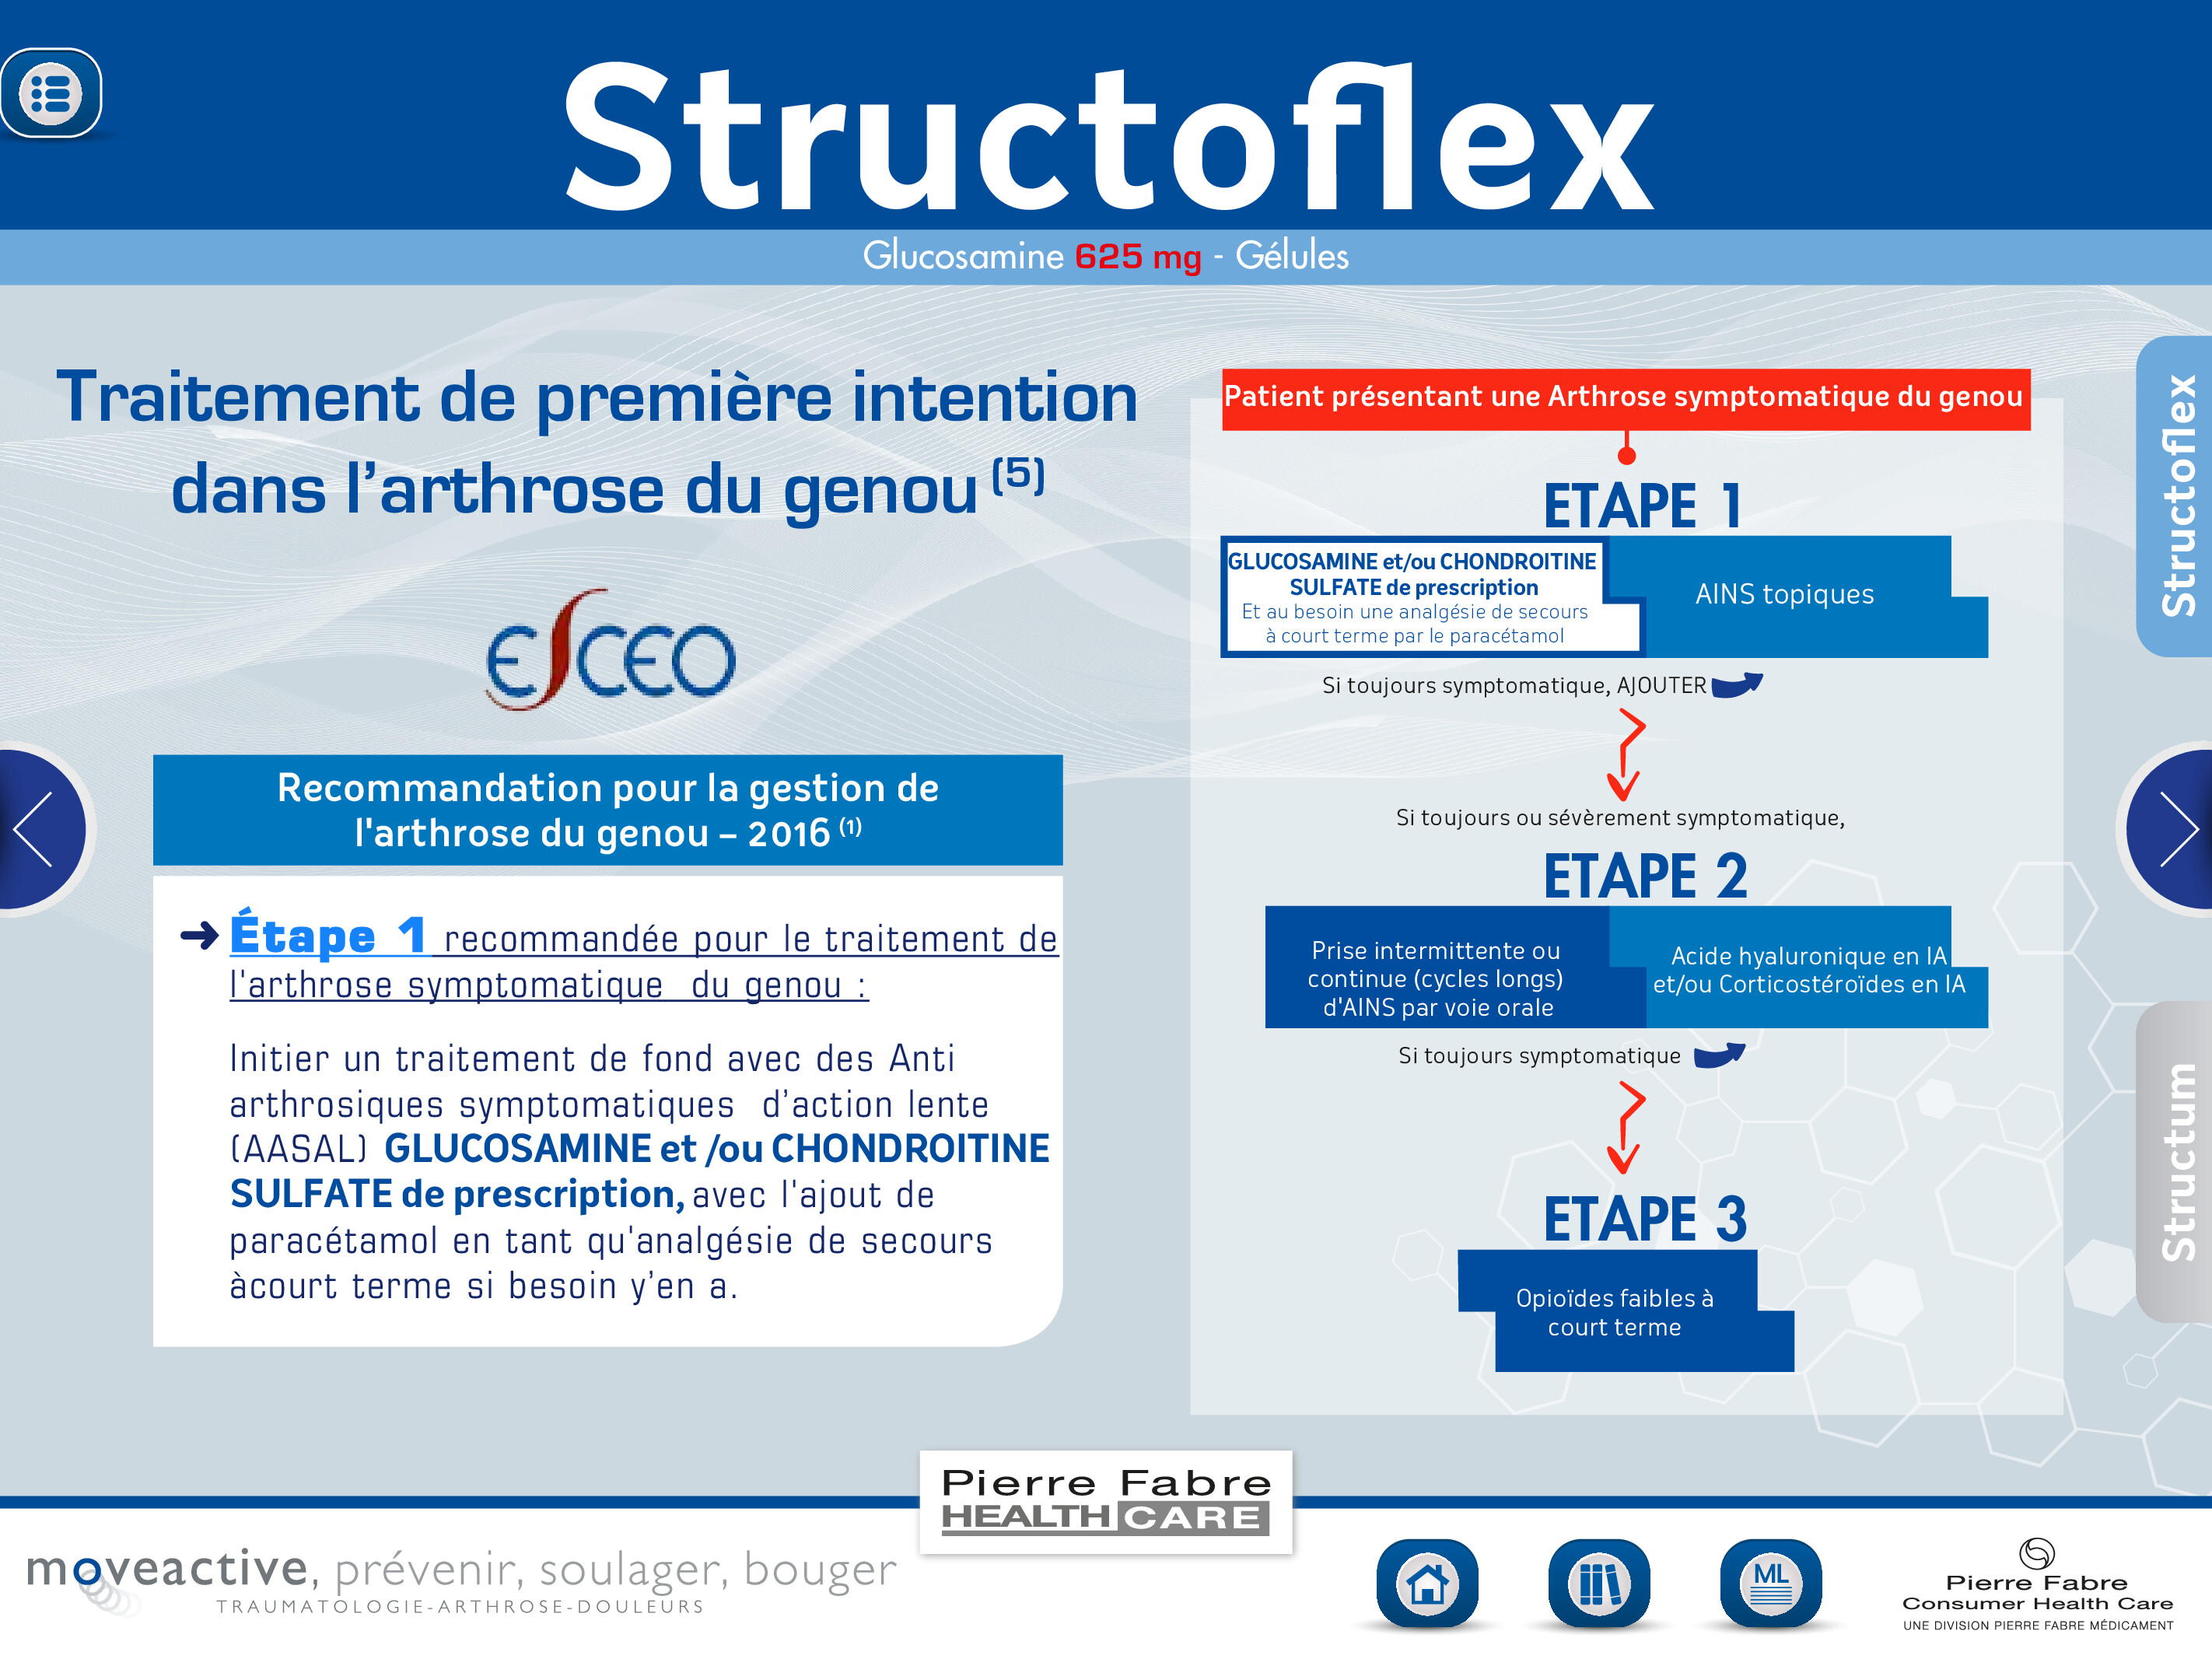 Structoflex
Glucosamine 625 mg - Gélules
Traitement de première intention
dans l'arthrose du genou (5)
ESCEO
Recommandation pour la gestion de
l'arthrose du genou – 2016 (1)
➜ Étape 1 recommandée pour le traitement de
l'arthrose symptomatique du genou :
Initier un traitement de fond avec des Anti
arthrosiques symptomatiques d'action lente
(AASAL) GLUCOSAMINE et /ou CHONDROITINE
SULFATE de prescription, avec l'ajout de
paracétamol en tant qu'analgésie de secours
àcourt terme si besoin y'en a.
Patient présentant une Arthrose symptomatique du genou
ETAPE 1
GLUCOSAMINE et/ou CHONDROITINE
SULFATE de prescription
Et au besoin une analgésie de secours
à court terme par le paracétamol
AINS topiques
Si toujours symptomatique, AJOUTER
Si toujours ou sévèrement symptomatique,
ETAPE 2
Prise intermittente ou
continue (cycles longs)
d'AINS par voie orale
Acide hyaluronique en IA
et/ou Corticostéroïdes en IA
Si toujours symptomatique
ETAPE 3
Opioïdes faibles à
court terme
Structoflex
Structum
Pierre Fabre
HEALTH CARE
moveactive, prévenir, soulager, bouger
TRAUMATOLOGIE-ARTHROSE-DOULEURS
ML
Pierre Fabre
Consumer Health Care
UNE DIVISION PIERRE FABRE MÉDICAMENT